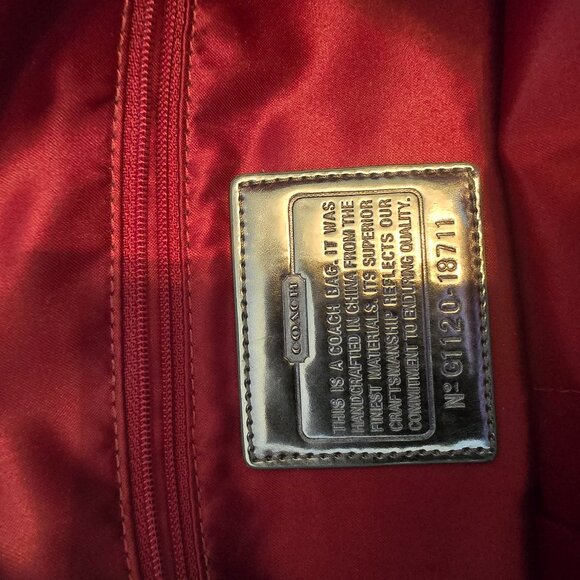 COACH
THIS IS A COACH BAG. IT WAS
HANDCRAFTED IN CHINA FROM THE
FINEST MATERIALS. ITS SUPERIOR
CRAFTSMANSHIP REFLECTS OUR
COMMITMENT TO ENDURING QUALITY.
Nº G1120-18711